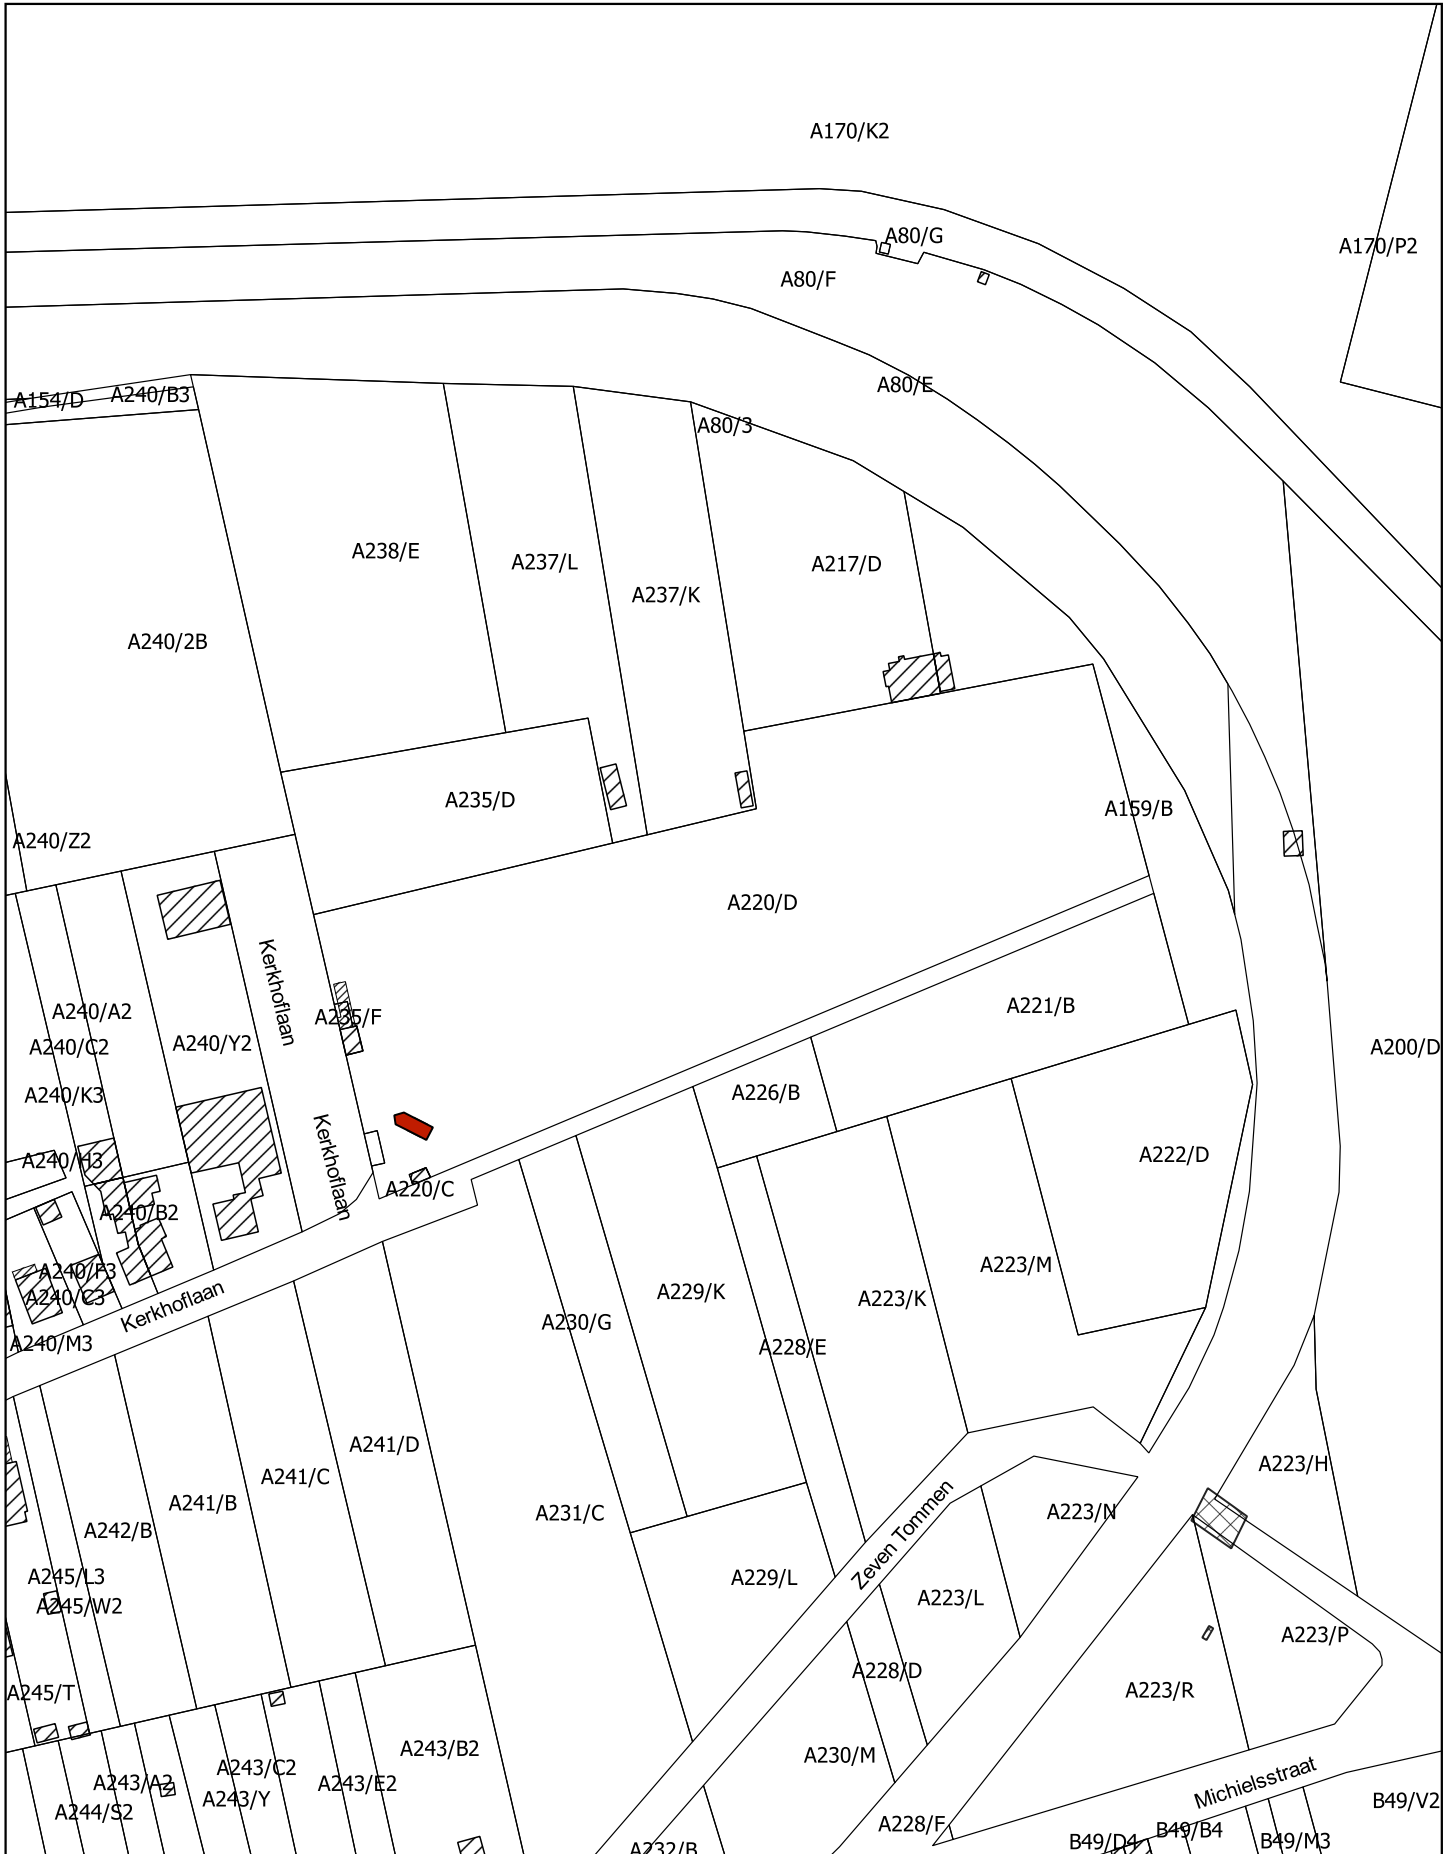 A170/K2
A80/G
A170/P2
A80/F
A80/E
A154/D
A240/B3
A80/3
A238/E
A237/L
A217/D
A237/K
A240/2B
A235/D
A159/B
A240/Z2
A220/D
Kerkhoflaan
A240/A2
A235/F
A221/B
A240/C2
A240/Y2
A200/D
A240/K3
A226/B
Kerkhoflaan
A240/H3
A222/D
A220/C
A240/B2
A240/F3
A223/M
A240/C3
Kerkhoflaan
A229/K
A223/K
A230/G
A240/M3
A228/E
A241/D
A223/H
A241/C
A241/B
A231/C
A223/N
A242/B
Zeven Tommen
A245/L3
A229/L
A245/W2
A223/L
A223/P
A228/D
A245/T
A223/R
A243/B2
A230/M
A243/C2
A243/A2
A243/E2
Michielsstraat
A243/Y
B49/V2
A244/S2
A228/F
B49/B4
B49/D4
B49/M3
A232/B